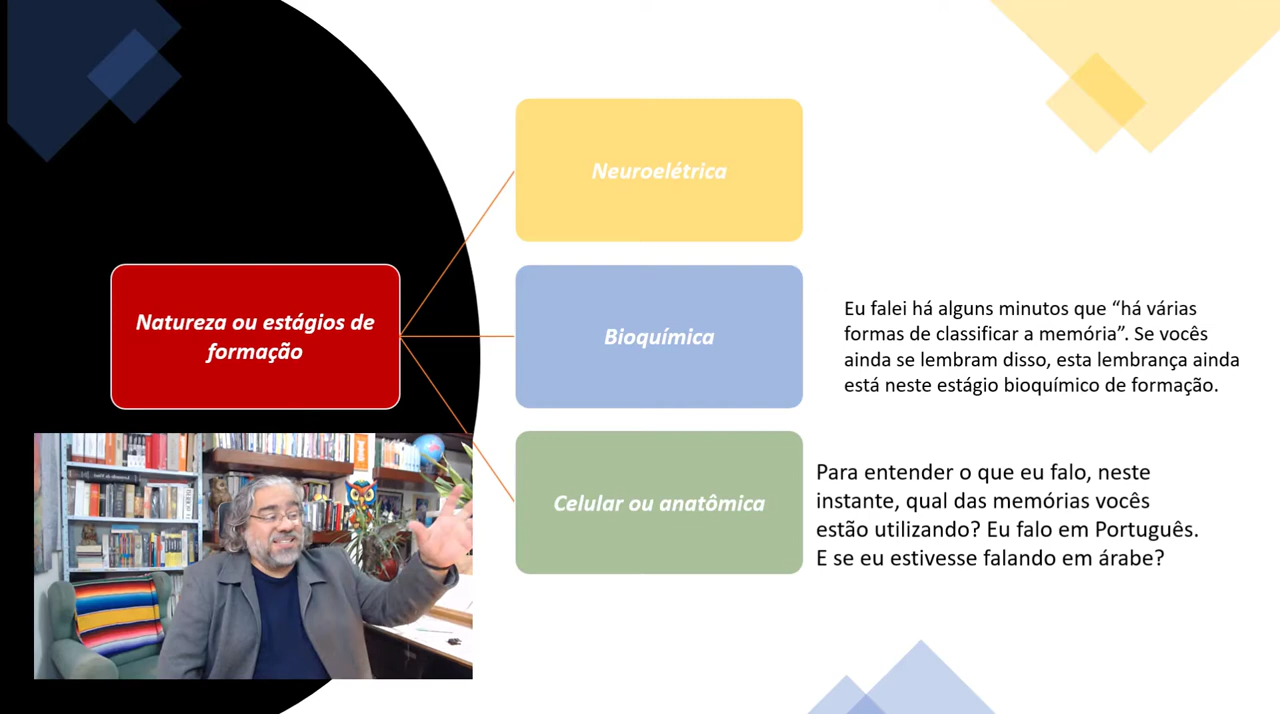 Neuroelétrica
Natureza ou estágios de
formação
Bioquímica
Eu falei há alguns minutos que “há várias
formas de classificar a memória”. Se vocês
ainda se lembram disso, esta lembrança ainda
está neste estágio bioquímico de formação.
Celular ou anatômica
Para entender o que eu falo, neste
instante, qual das memórias vocês
estão utilizando? Eu falo em Português.
E se eu estivesse falando em árabe?